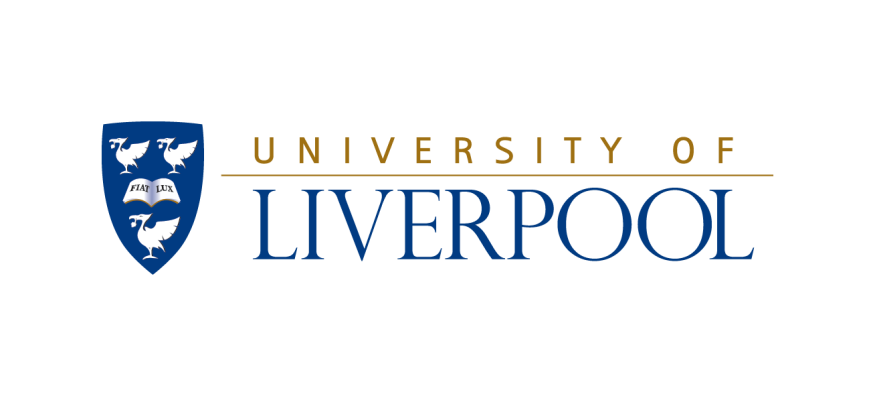 FIAT LUX
UNIVERSITY OF
LIVERPOOL